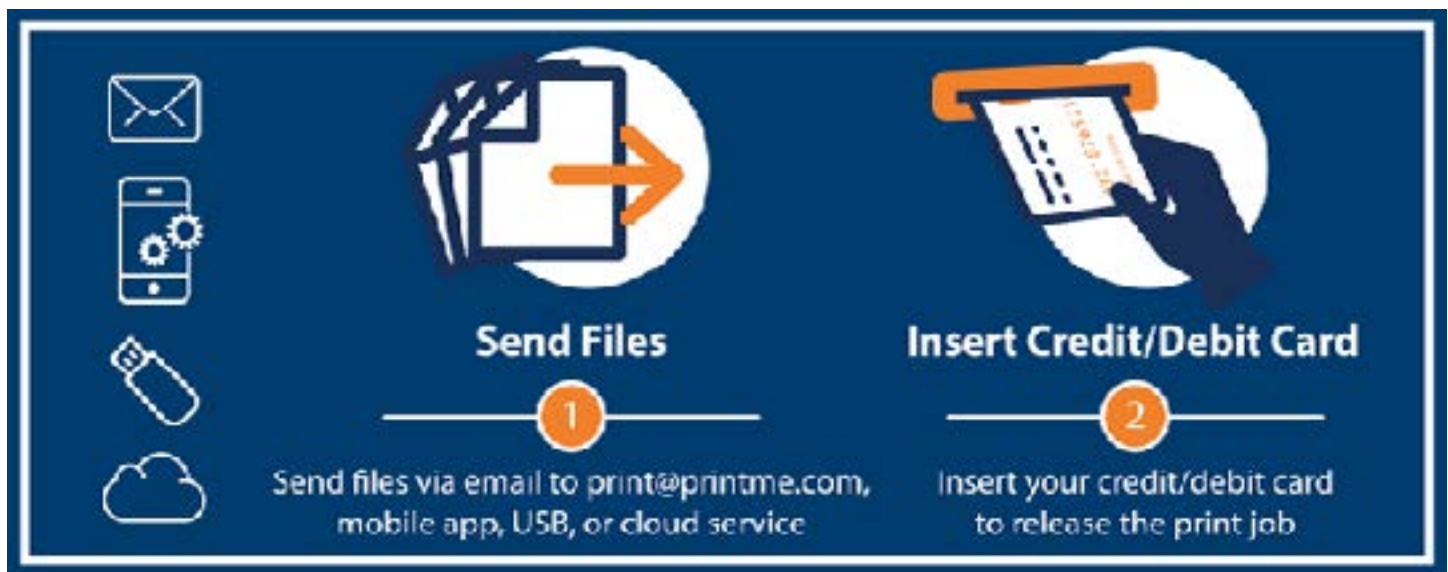 Send Files
1
Send files via email to print@printme.com,
mobile app, USB, or cloud service
Insert Credit/Debit Card
2
Insert your credit/debit card
to release the print job